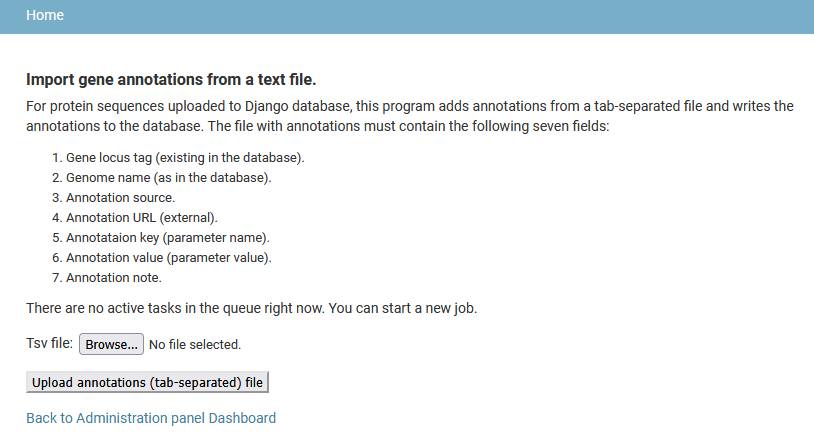 Home
Import gene annotations from a text file.
For protein sequences uploaded to Django database, this program adds annotations from a tab-separated file and writes the
annotations to the database. The file with annotations must contain the following seven fields:
1. Gene locus tag (existing in the database).
2. Genome name (as in the database).
3. Annotation source.
4. Annotation URL (external).
5. Annotataion key (parameter name).
6. Annotation value (parameter value).
7. Annotation note.
There are no active tasks in the queue right now. You can start a new job.
Tsv file: Browse... No file selected.
Upload annotations (tab-separated) file
Back to Administration panel Dashboard